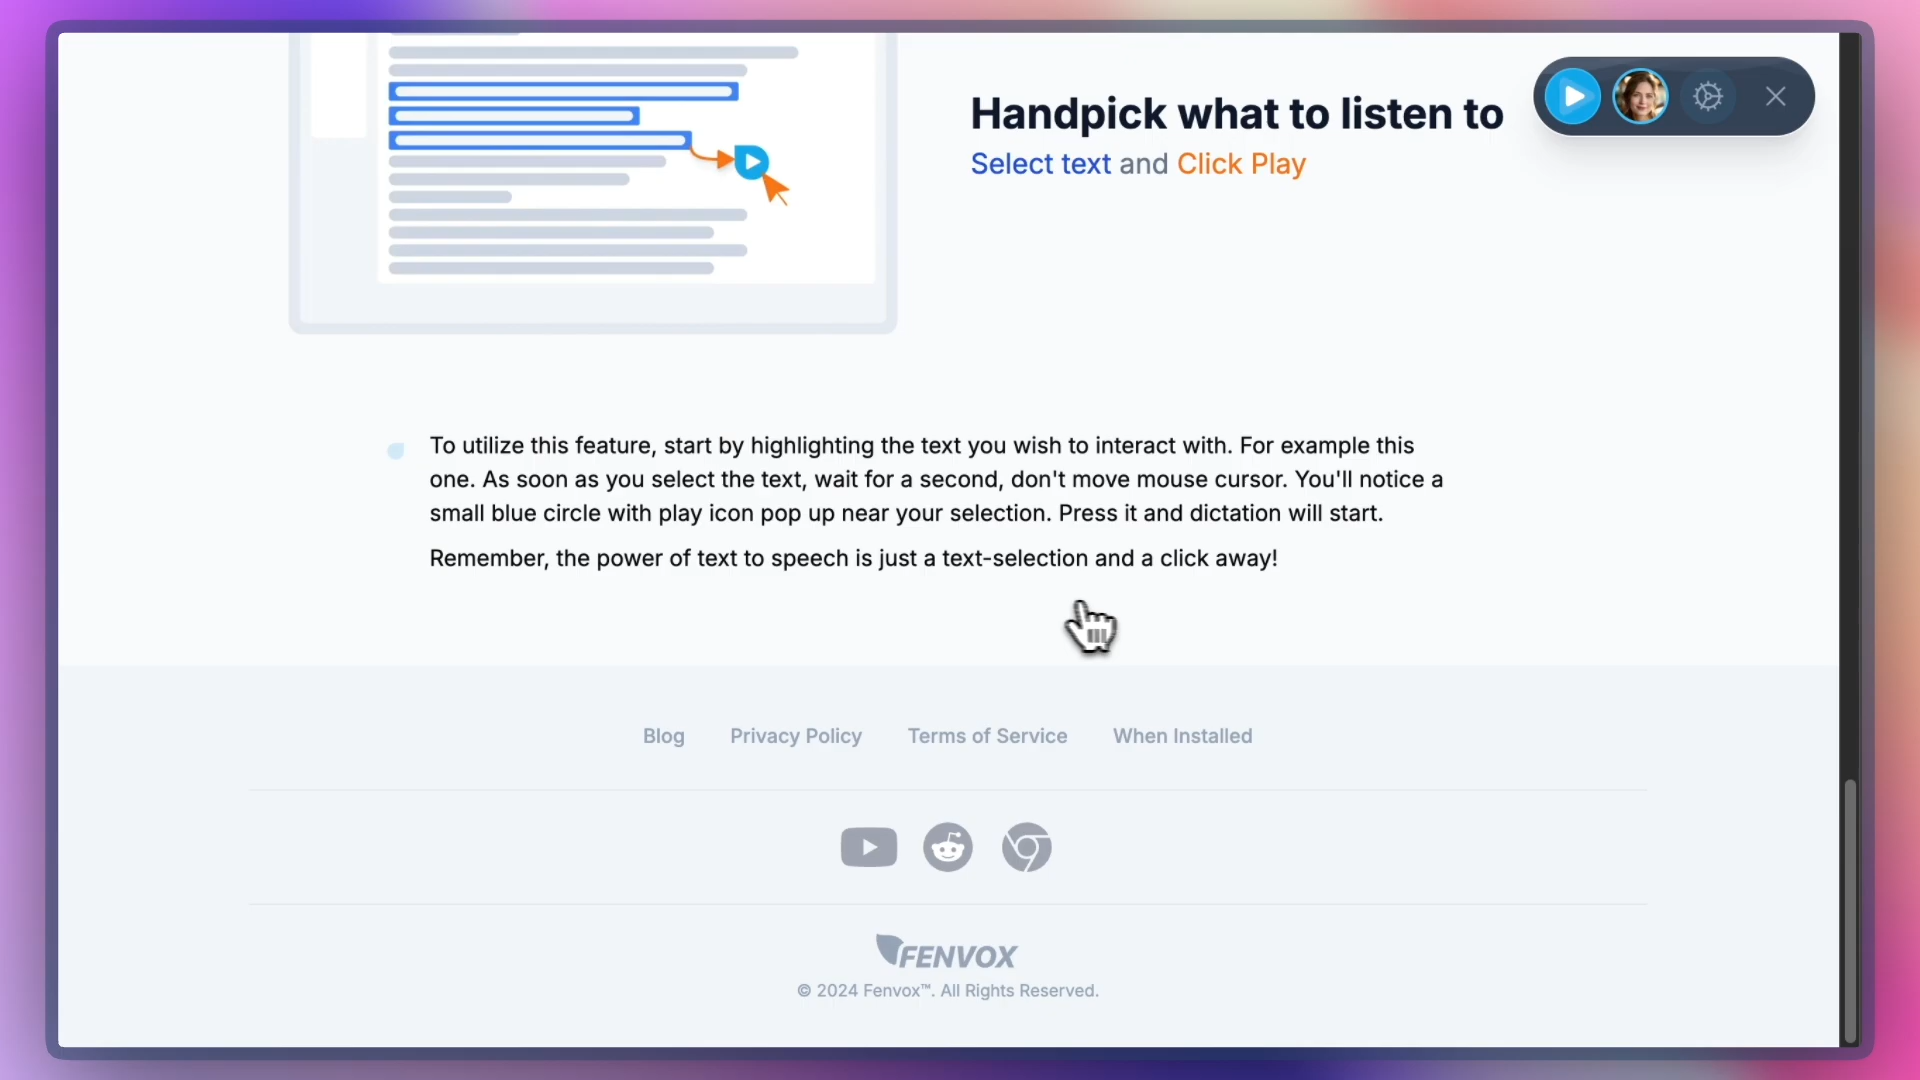 Handpick what to listen to
Select text and Click Play
To utilize this feature, start by highlighting the text you wish to interact with. For example this
one. As soon as you select the text, wait for a second, don't move mouse cursor. You'll notice a
small blue circle with play icon pop up near your selection. Press it and dictation will start.
Remember, the power of text to speech is just a text-selection and a click away!
Blog Privacy Policy Terms of Service When Installed
FENVOX
© 2024 Fenvox™. All Rights Reserved.